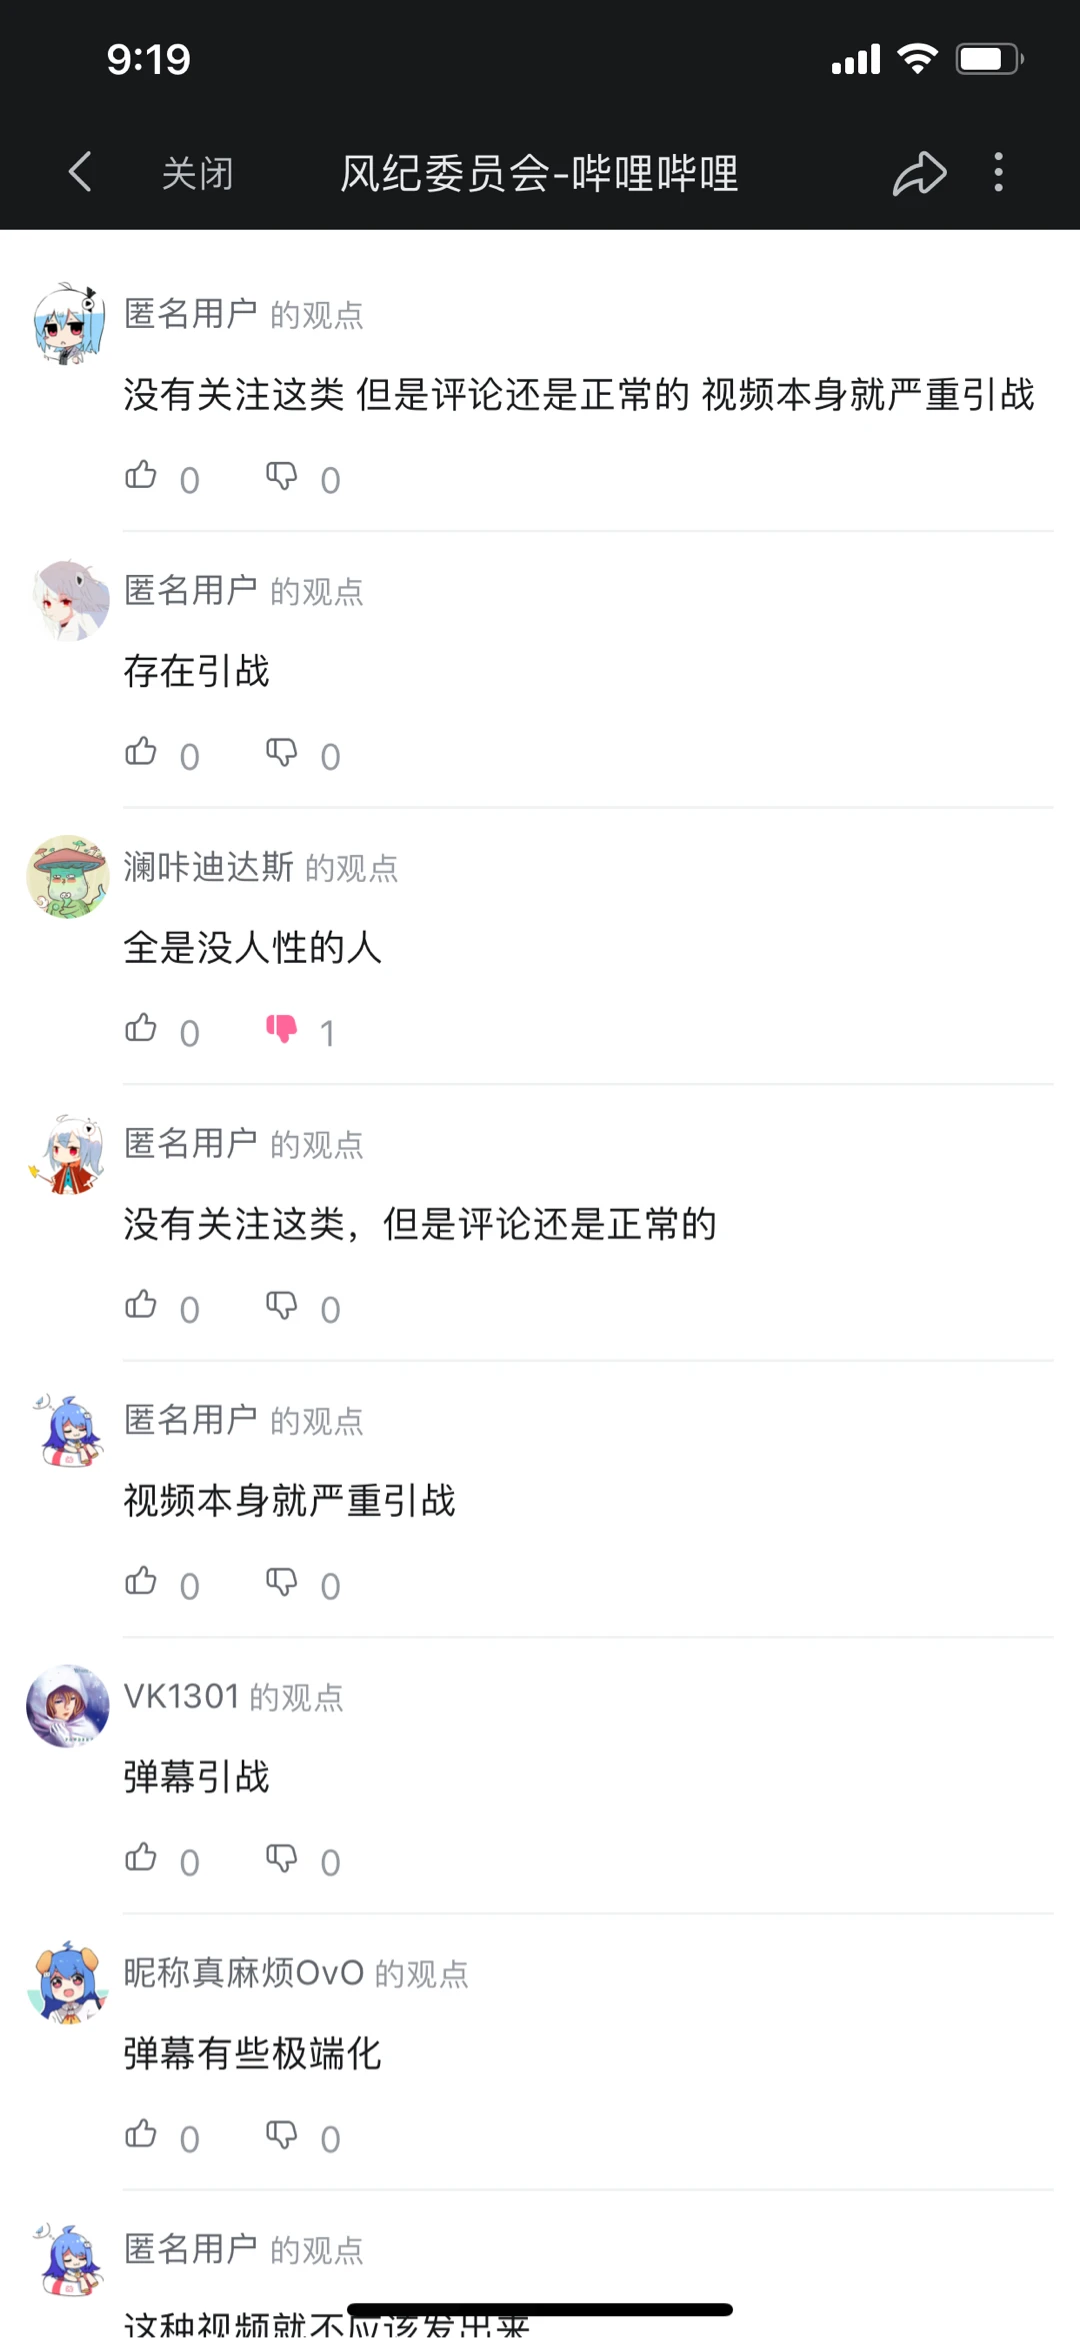 9:19
关闭 风纪委员会-哔哩哔哩
匿名用户 的观点
没有关注这类 但是评论还是正常的 视频本身就严重引战
0 0
匿名用户 的观点
存在引战
0 0
澜咔迪达斯 的观点
全是没人性的人
0 1
匿名用户 的观点
没有关注这类，但是评论还是正常的
0 0
匿名用户 的观点
视频本身就严重引战
0 0
VK1301 的观点
弹幕引战
0 0
昵称真麻烦OvO 的观点
弹幕有些极端化
0 0
匿名用户 的观点
这种视频就不应该发出来